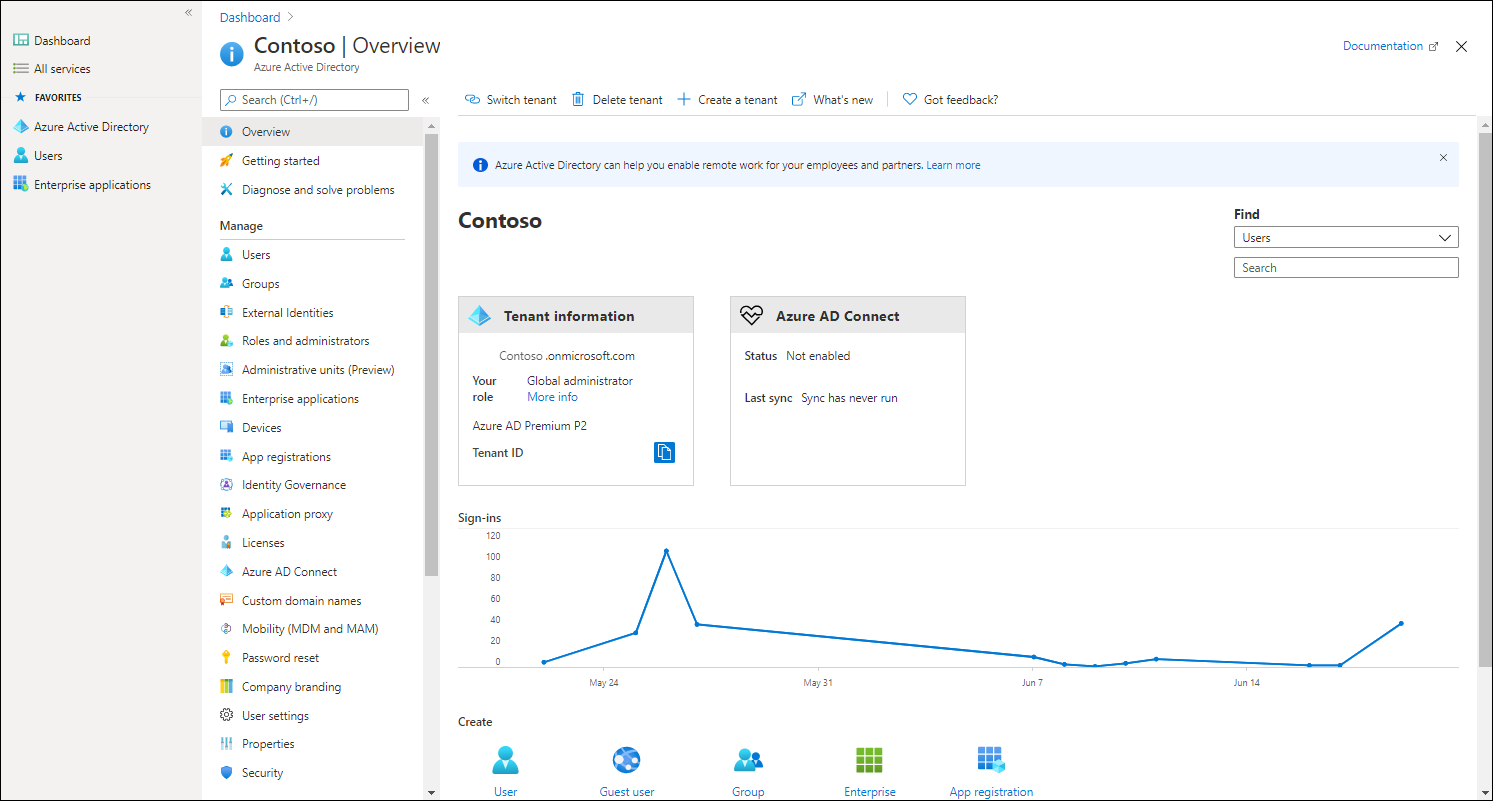 Dashboard
All services
FAVORITES
Azure Active Directory
Users
Enterprise applications
Dashboard
Contoso | Overview
Azure Active Directory
Documentation
Search (Ctrl+/)
Overview
Getting started
Diagnose and solve problems
Manage
Users
Groups
External Identities
Roles and administrators
Administrative units (Preview)
Enterprise applications
Devices
App registrations
Identity Governance
Application proxy
Licenses
Azure AD Connect
Custom domain names
Mobility (MDM and MAM)
Password reset
Company branding
User settings
Properties
Security
Switch tenant Delete tenant Create a tenant What's new Got feedback?
Azure Active Directory can help you enable remote work for your employees and partners. Learn more
Contoso
Find
Users
Search
Tenant information
Contoso .onmicrosoft.com
Your role Global administrator
More info
Azure AD Premium P2
Tenant ID
Azure AD Connect
Status Not enabled
Last sync Sync has never run
Sign-ins
120
100
80
60
40
20
0
May 24 May 31 Jun 7 Jun 14
Create
User Guest user Group Enterprise App registration